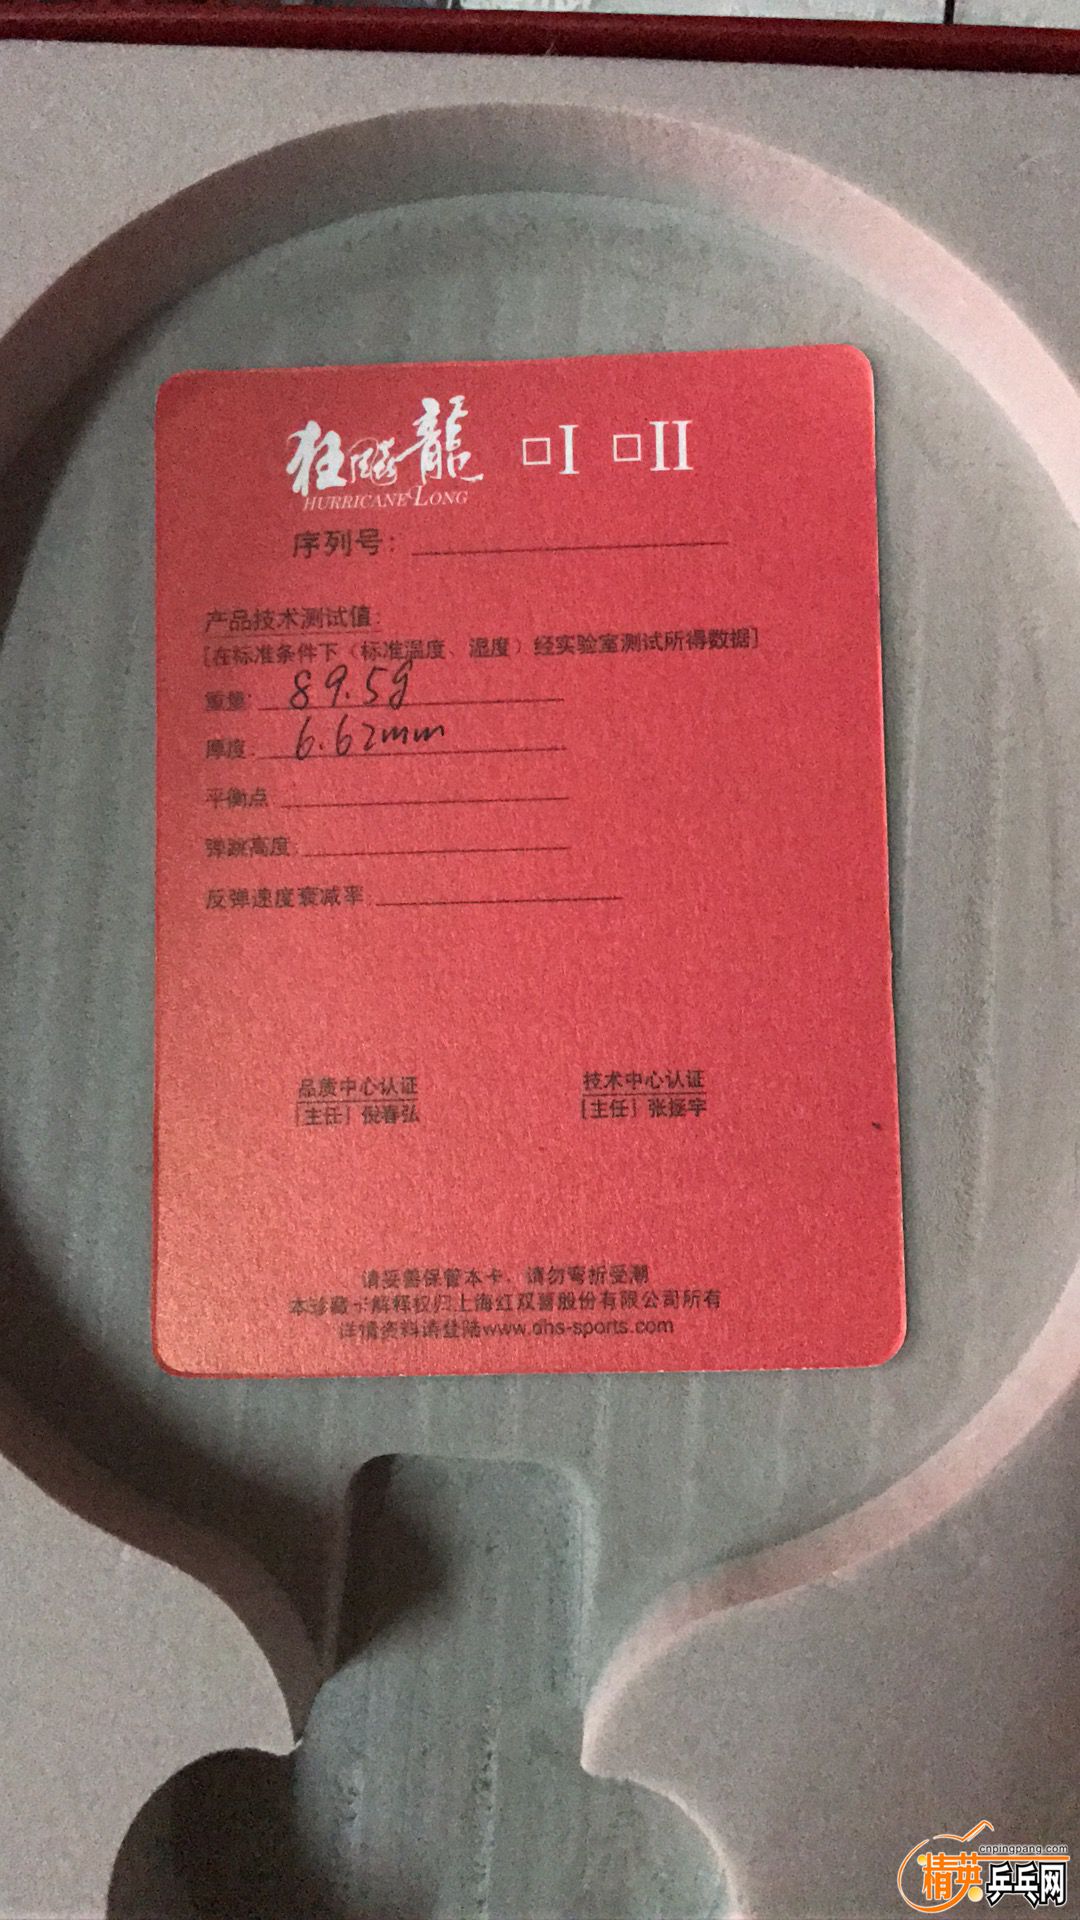 狂飚龍 □I □II
HURRICANE LONG
序列号:
产品技术测试值:
[在标准条件下（标准温度、湿度）经实验室测试所得数据]
重量: 89.5g
厚度: 6.62mm
平衡点
弹跳高度:
反弹速度衰减率:
品质中心认证 技术中心认证
[主任] 倪春弘 [主任] 张挺宇
请妥善保管本卡，请勿弯折受潮
本珍藏卡解释权归上海红双喜股份有限公司所有
详情资料请登陆www.dhs-sports.com
cnpingpang.com
精英乒乓网